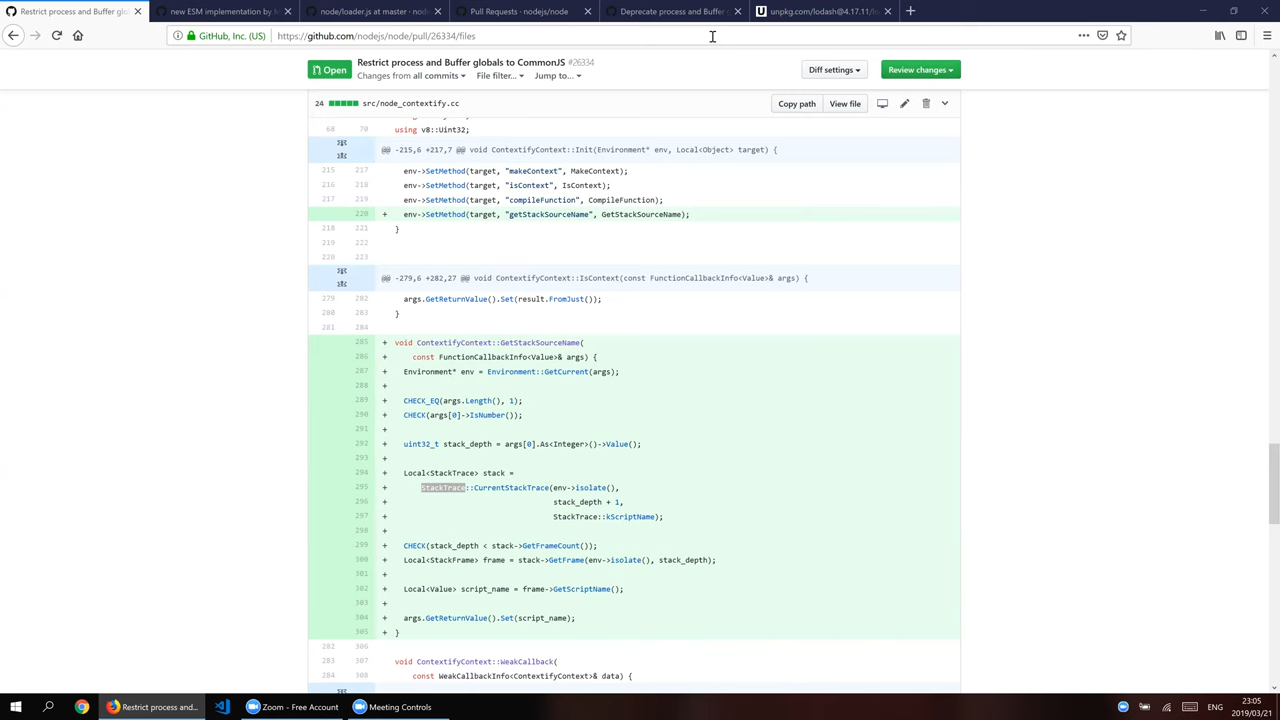 Restrict process and Buffer glo
new ESM implementation by M
node/loader.js at master · node
Pull Requests · nodejs/node
Deprecate process and Buffer
unpkg.com/lodash@4.17.11/lo
GitHub, Inc. (US)
https://github.com/nodejs/node/pull/26334/files
Open
Restrict process and Buffer globals to CommonJS #26334
Changes from all commits
File filter...
Jump to...
Diff settings
Review changes
24 src/node_contextify.cc
Copy path
View file
68 70 using v8::Uint32;
@@ -215,6 +217,7 @@ void ContextifyContext::Init(Environment* env, Local<Object> target) {
215 217 env->SetMethod(target, "makeContext", MakeContext);
216 218 env->SetMethod(target, "isContext", IsContext);
217 219 env->SetMethod(target, "compileFunction", CompileFunction);
220 + env->SetMethod(target, "getStackSourceName", GetStackSourceName);
218 221 }
219 222
220 223
@@ -279,6 +282,27 @@ void ContextifyContext::IsContext(const FunctionCallbackInfo<Value>& args) {
279 282 args.GetReturnValue().Set(result.FromJust());
280 283 }
281 284
285 + void ContextifyContext::GetStackSourceName(
286 + const FunctionCallbackInfo<Value>& args) {
287 + Environment* env = Environment::GetCurrent(args);
288 +
289 + CHECK_EQ(args.Length(), 1);
290 + CHECK(args[0]->IsNumber());
291 +
292 + uint32_t stack_depth = args[0].As<Integer>()->Value();
293 +
294 + Local<StackTrace> stack =
295 + StackTrace::CurrentStackTrace(env->isolate(),
296 + stack_depth + 1,
297 + StackTrace::kScriptName);
298 +
299 + CHECK(stack_depth < stack->GetFrameCount());
300 + Local<StackFrame> frame = stack->GetFrame(env->isolate(), stack_depth);
301 +
302 + Local<Value> script_name = frame->GetScriptName();
303 +
304 + args.GetReturnValue().Set(script_name);
305 + }
282 306
283 307 void ContextifyContext::WeakCallback(
284 308 const WeakCallbackInfo<ContextifyContext>& data) {
Restrict process and...
Zoom - Free Account
Meeting Controls
ENG
23:05
2019/03/21